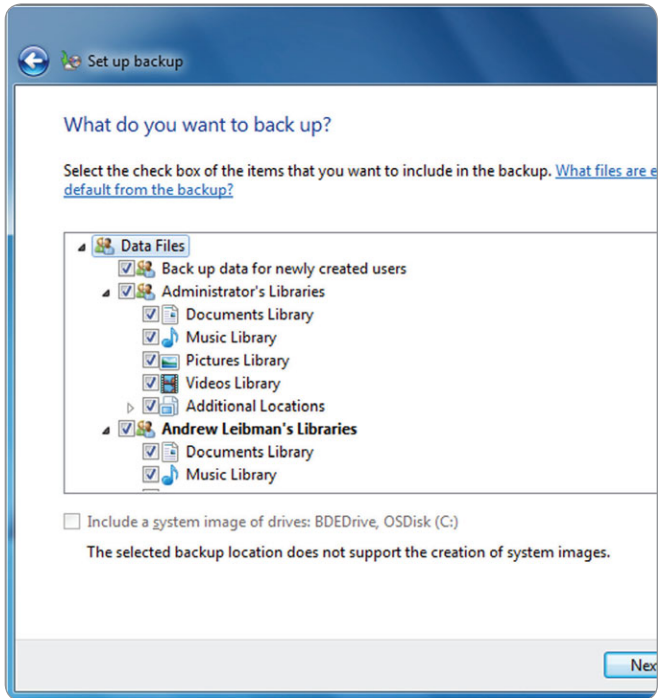 Set up backup
What do you want to back up?
Select the check box of the items that you want to include in the backup. What files are
default from the backup?
Data Files
Back up data for newly created users
Administrator's Libraries
Documents Library
Music Library
Pictures Library
Videos Library
Additional Locations
Andrew Leibman's Libraries
Documents Library
Music Library
Include a system image of drives: BDEDrive, OSDisk (C:)
The selected backup location does not support the creation of system images.